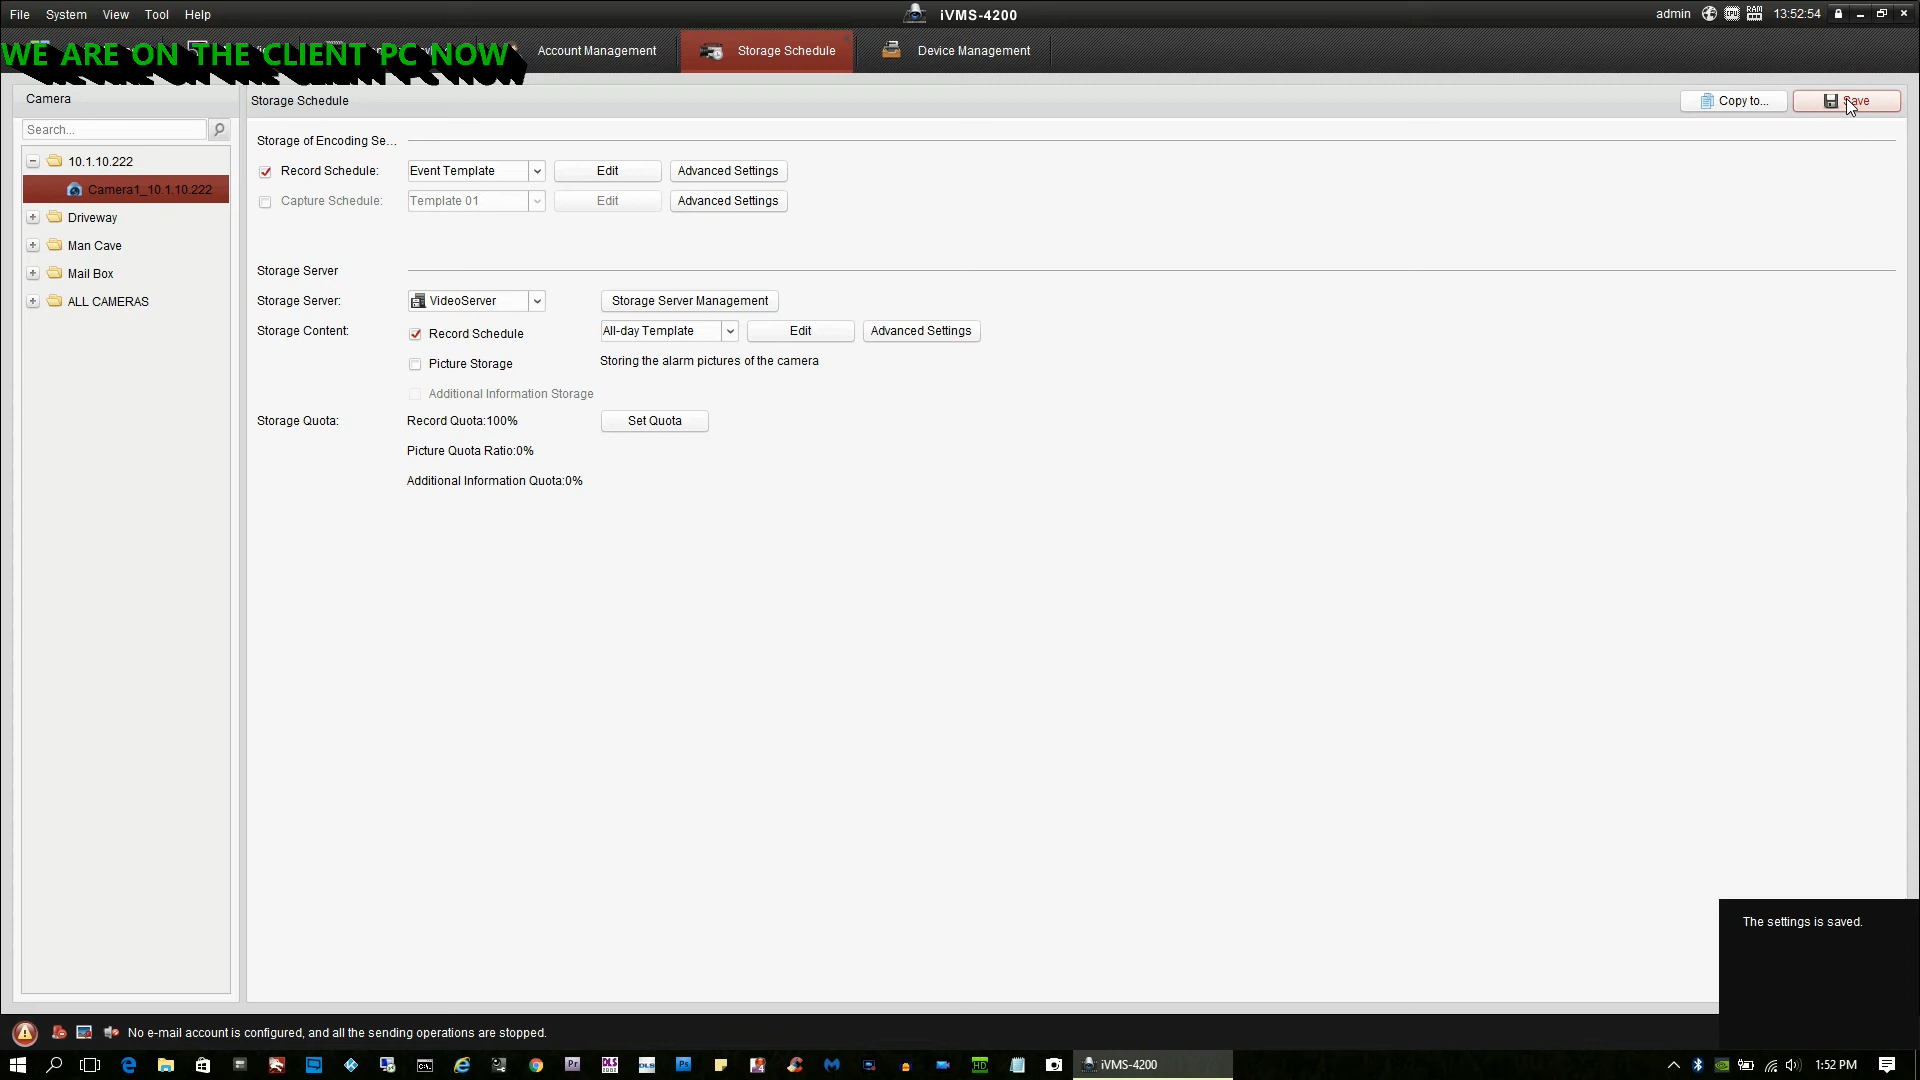 File System View Tool Help
iVMS-4200
admin
13:52:54
WE ARE ON THE CLIENT PC NOW
Account Management
Storage Schedule
Device Management
Camera
Storage Schedule
Copy to...
Save
Search...
10.1.10.222
Camera1_10.1.10.222
Driveway
Man Cave
Mail Box
ALL CAMERAS
Storage of Encoding Se...
Record Schedule: Event Template Edit Advanced Settings
Capture Schedule: Template 01 Edit Advanced Settings
Storage Server
Storage Server: VideoServer Storage Server Management
Storage Content: Record Schedule All-day Template Edit Advanced Settings
Picture Storage Storing the alarm pictures of the camera
Additional Information Storage
Storage Quota: Record Quota:100% Set Quota
Picture Quota Ratio:0%
Additional Information Quota:0%
The settings is saved.
No e-mail account is configured, and all the sending operations are stopped.
iVMS-4200
1:52 PM